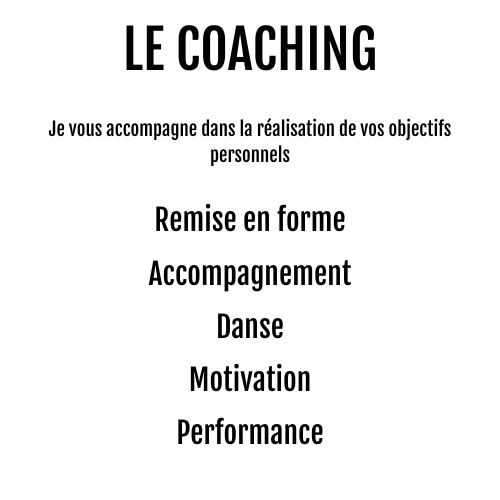 LE COACHING
Je vous accompagne dans la réalisation de vos objectifs
personnels
Remise en forme
Accompagnement
Danse
Motivation
Performance